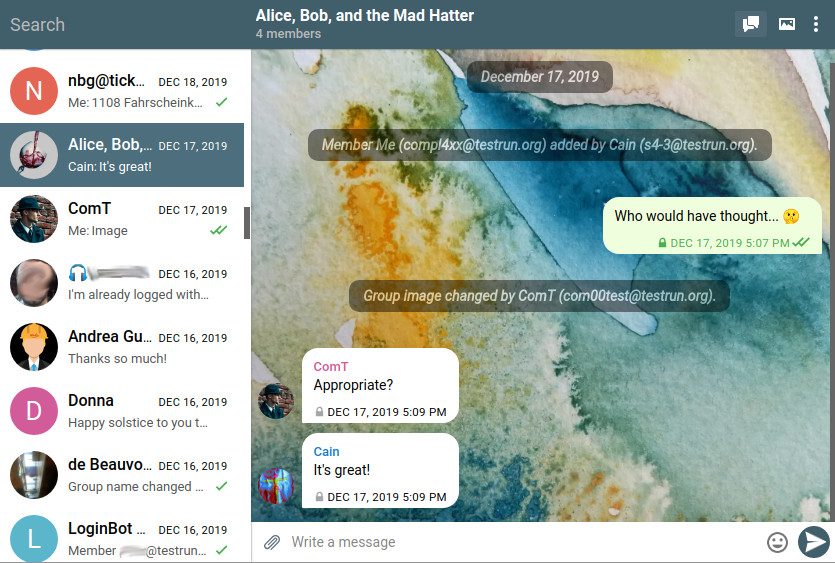 Search
nbg@tick... DEC 18, 2019
Me: 1108 Fahrscheink...
Alice, Bob,... DEC 17, 2019
Cain: It's great!
ComT DEC 17, 2019
Me: Image
DEC 16, 2019
I'm already logged with...
Andrea Gu... DEC 16, 2019
Thanks so much!
Donna DEC 16, 2019
Happy solstice to you t...
de Beauvo... DEC 16, 2019
Group name changed ...
LoginBot ... DEC 16, 2019
Member @testrun...
N
D
L
Alice, Bob, and the Mad Hatter
4 members
December 17, 2019
Member Me (comp!4xx@testrun.org) added by Cain (s4-3@testrun.org).
Who would have thought... 🤫
DEC 17, 2019 5:07 PM
Group image changed by ComT (com00test@testrun.org).
ComT
Appropriate?
DEC 17, 2019 5:09 PM
Cain
It's great!
DEC 17, 2019 5:09 PM
Write a message